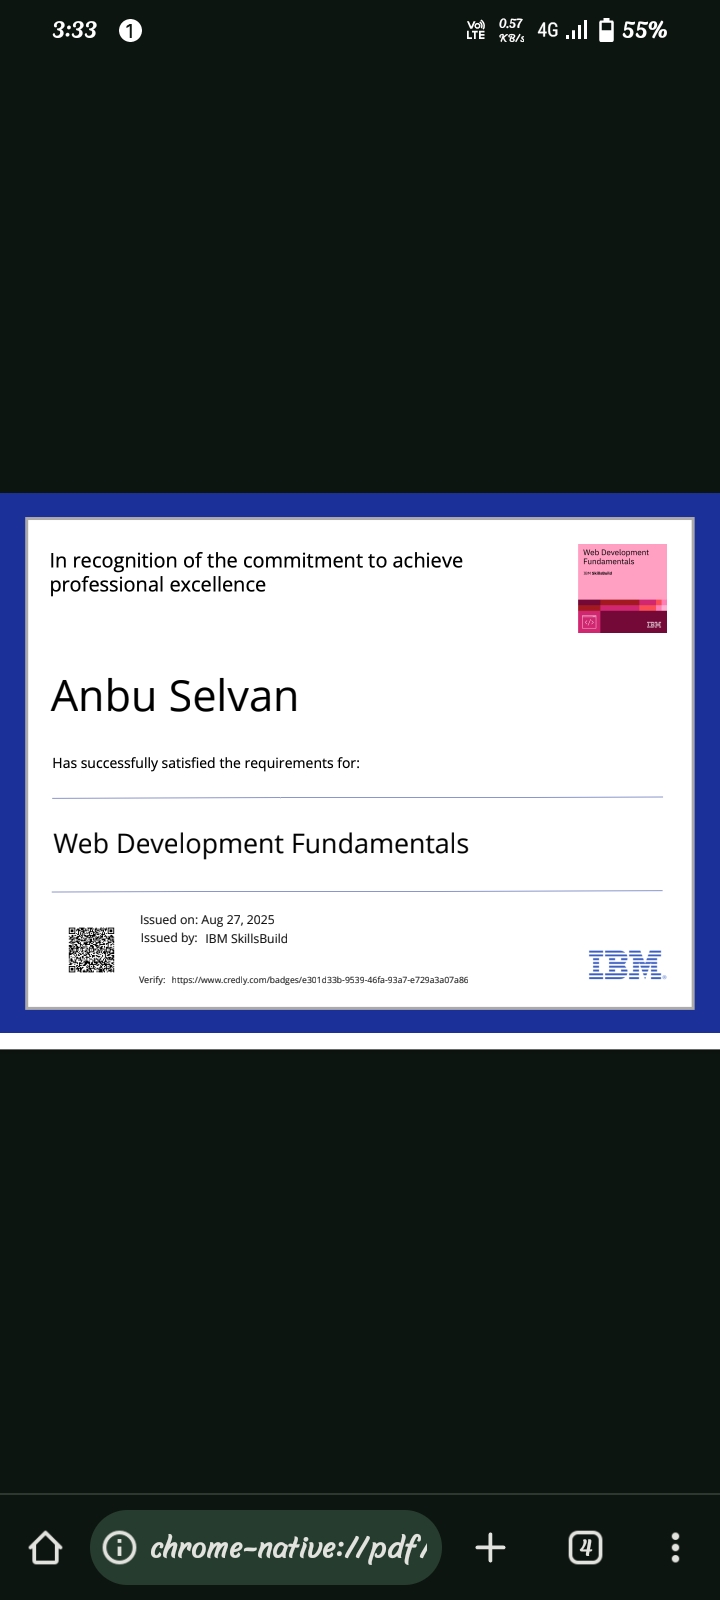 3:33 1 Vo) LTE 0.57 KB/s 4G 55%
In recognition of the commitment to achieve
professional excellence
Web Development
Fundamentals
IBM SkillsBuild
</>
IBM
Anbu Selvan
Has successfully satisfied the requirements for:
Web Development Fundamentals
Issued on: Aug 27, 2025
Issued by: IBM SkillsBuild
Verify: https://www.credly.com/badges/e301d33b-9539-46fa-93a7-e729a3a07a86
IBM®
chrome-native://pdf/ 4